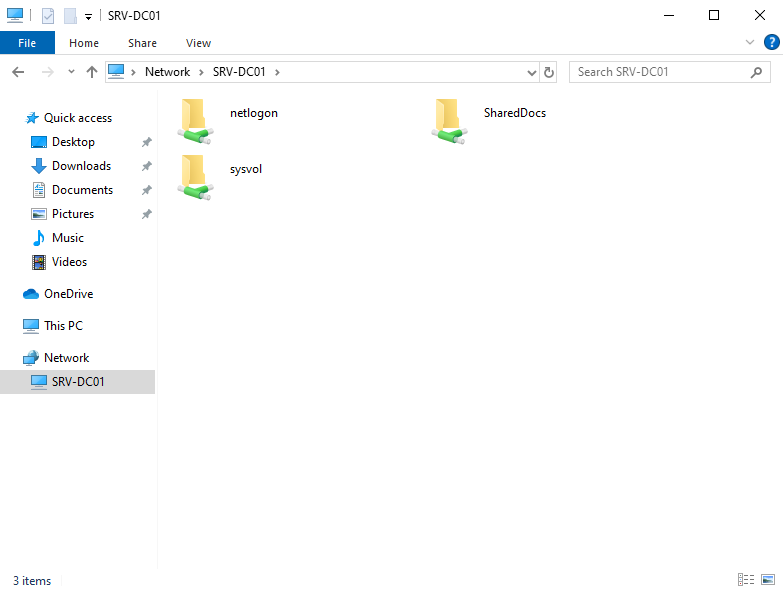 SRV-DC01
File Home Share View ?
Network SRV-DC01 Search SRV-DC01
Quick access
Desktop
Downloads
Documents
Pictures
Music
Videos
OneDrive
This PC
Network
SRV-DC01
netlogon SharedDocs
sysvol
3 items